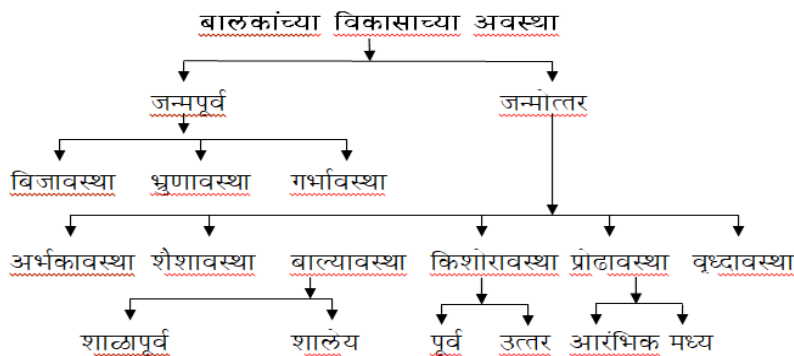 बालकांच्या विकासाच्या अवस्था
जन्मपूर्व जन्मोत्तर
बिजावस्था भ्रुणावस्था गर्भावस्था
अर्भकावस्था शैशावस्था बाल्यावस्था किशोरावस्था प्रोढावस्था वृध्दावस्था
शाळापूर्व शालेय पूर्व उत्तर आरंभिक मध्य